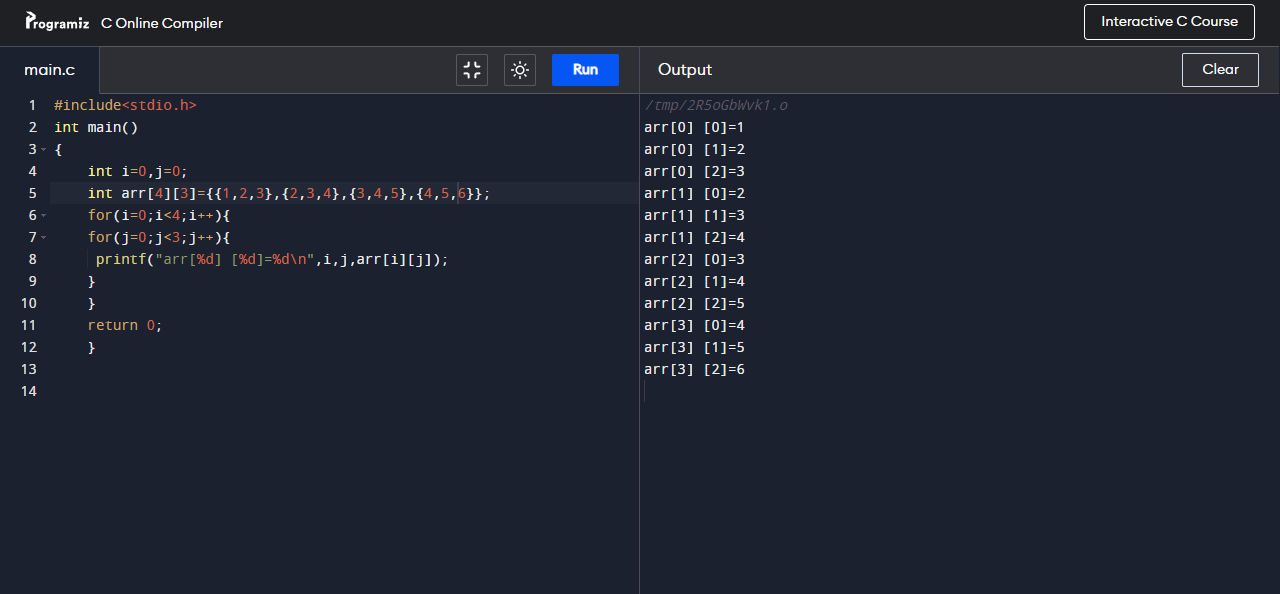 Programiz C Online Compiler
Interactive C Course
main.c
Run
Output
Clear
1 #include<stdio.h>
2 int main()
3 {
4     int i=0,j=0;
5     int arr[4][3]={{1,2,3},{2,3,4},{3,4,5},{4,5,6}};
6     for(i=0;i<4;i++){
7     for(j=0;j<3;j++){
8      printf("arr[%d] [%d]=%d\n",i,j,arr[i][j]);
9     }
10     }
11     return 0;
12     }
13
14
/tmp/2R5oGbWvk1.o
arr[0] [0]=1
arr[0] [1]=2
arr[0] [2]=3
arr[1] [0]=2
arr[1] [1]=3
arr[1] [2]=4
arr[2] [0]=3
arr[2] [1]=4
arr[2] [2]=5
arr[3] [0]=4
arr[3] [1]=5
arr[3] [2]=6